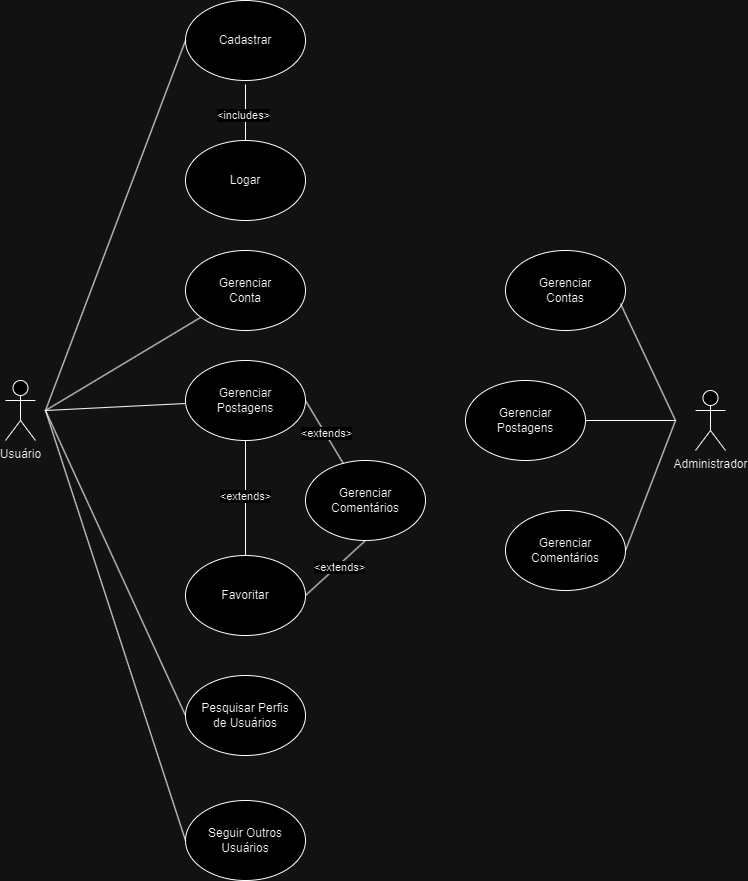 Cadastrar
<includes>
Logar
Gerenciar
Conta
Gerenciar
Contas
Gerenciar
Postagens
<extends>
Gerenciar
Postagens
Usuário
Administrador
<extends>
Gerenciar
Comentários
Gerenciar
Comentários
<extends>
Favoritar
Pesquisar Perfis
de Usuários
Seguir Outros
Usuários